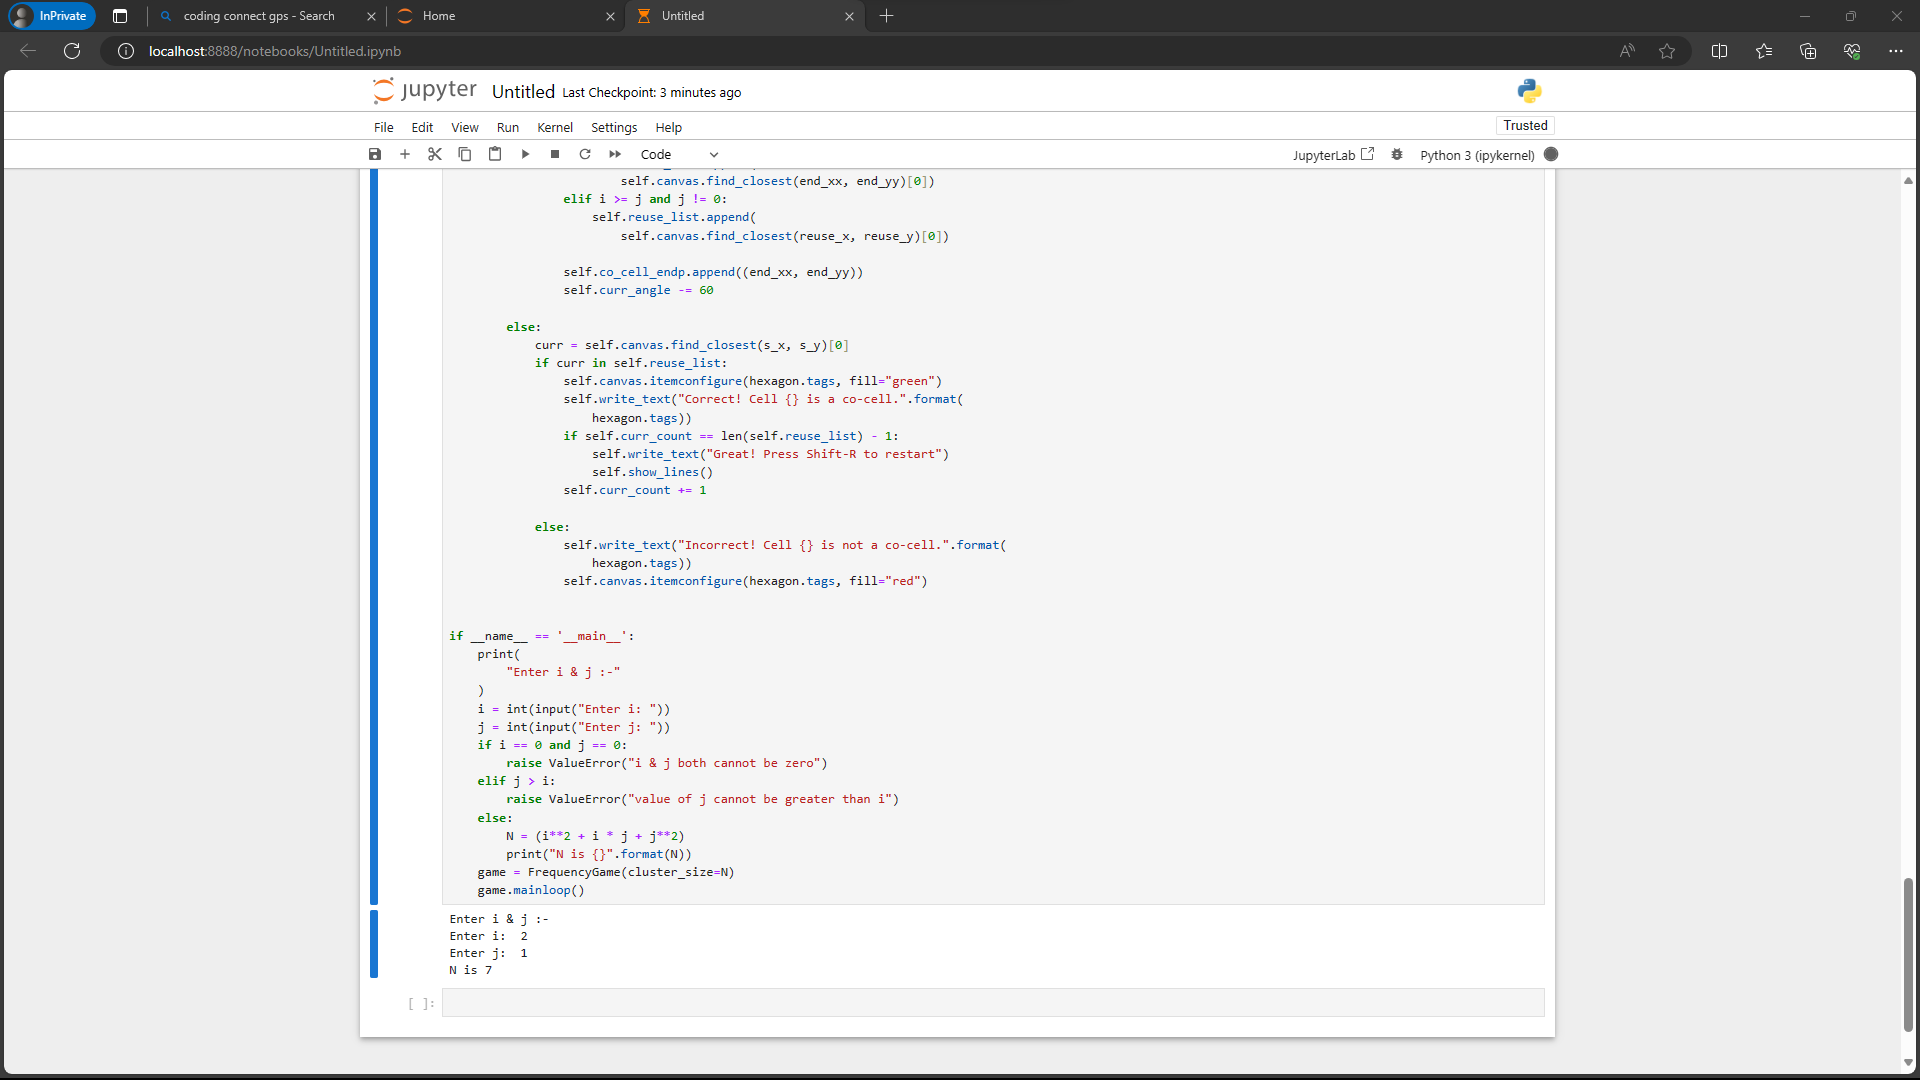 InPrivate
coding connect gps - Search
Home
Untitled
localhost:8888/notebooks/Untitled.ipynb
jupyter Untitled Last Checkpoint: 3 minutes ago
File Edit View Run Kernel Settings Help
Trusted
Code
JupyterLab
Python 3 (ipykernel)
self.canvas.find_closest(end_xx, end_yy)[0])
elif i >= j and j != 0:
self.reuse_list.append(
self.canvas.find_closest(reuse_x, reuse_y)[0])
self.co_cell_endp.append((end_xx, end_yy))
self.curr_angle -= 60
else:
curr = self.canvas.find_closest(s_x, s_y)[0]
if curr in self.reuse_list:
self.canvas.itemconfigure(hexagon.tags, fill="green")
self.write_text("Correct! Cell {} is a co-cell.".format(
hexagon.tags))
if self.curr_count == len(self.reuse_list) - 1:
self.write_text("Great! Press Shift-R to restart")
self.show_lines()
self.curr_count += 1
else:
self.write_text("Incorrect! Cell {} is not a co-cell.".format(
hexagon.tags))
self.canvas.itemconfigure(hexagon.tags, fill="red")
if __name__ == '__main__':
print(
"Enter i & j :-"
)
i = int(input("Enter i: "))
j = int(input("Enter j: "))
if i == 0 and j == 0:
raise ValueError("i & j both cannot be zero")
elif j > i:
raise ValueError("value of j cannot be greater than i")
else:
N = (i**2 + i * j + j**2)
print("N is {}".format(N))
game = FrequencyGame(cluster_size=N)
game.mainloop()
Enter i & j :-
Enter i:  2
Enter j:  1
N is 7
[ ]: